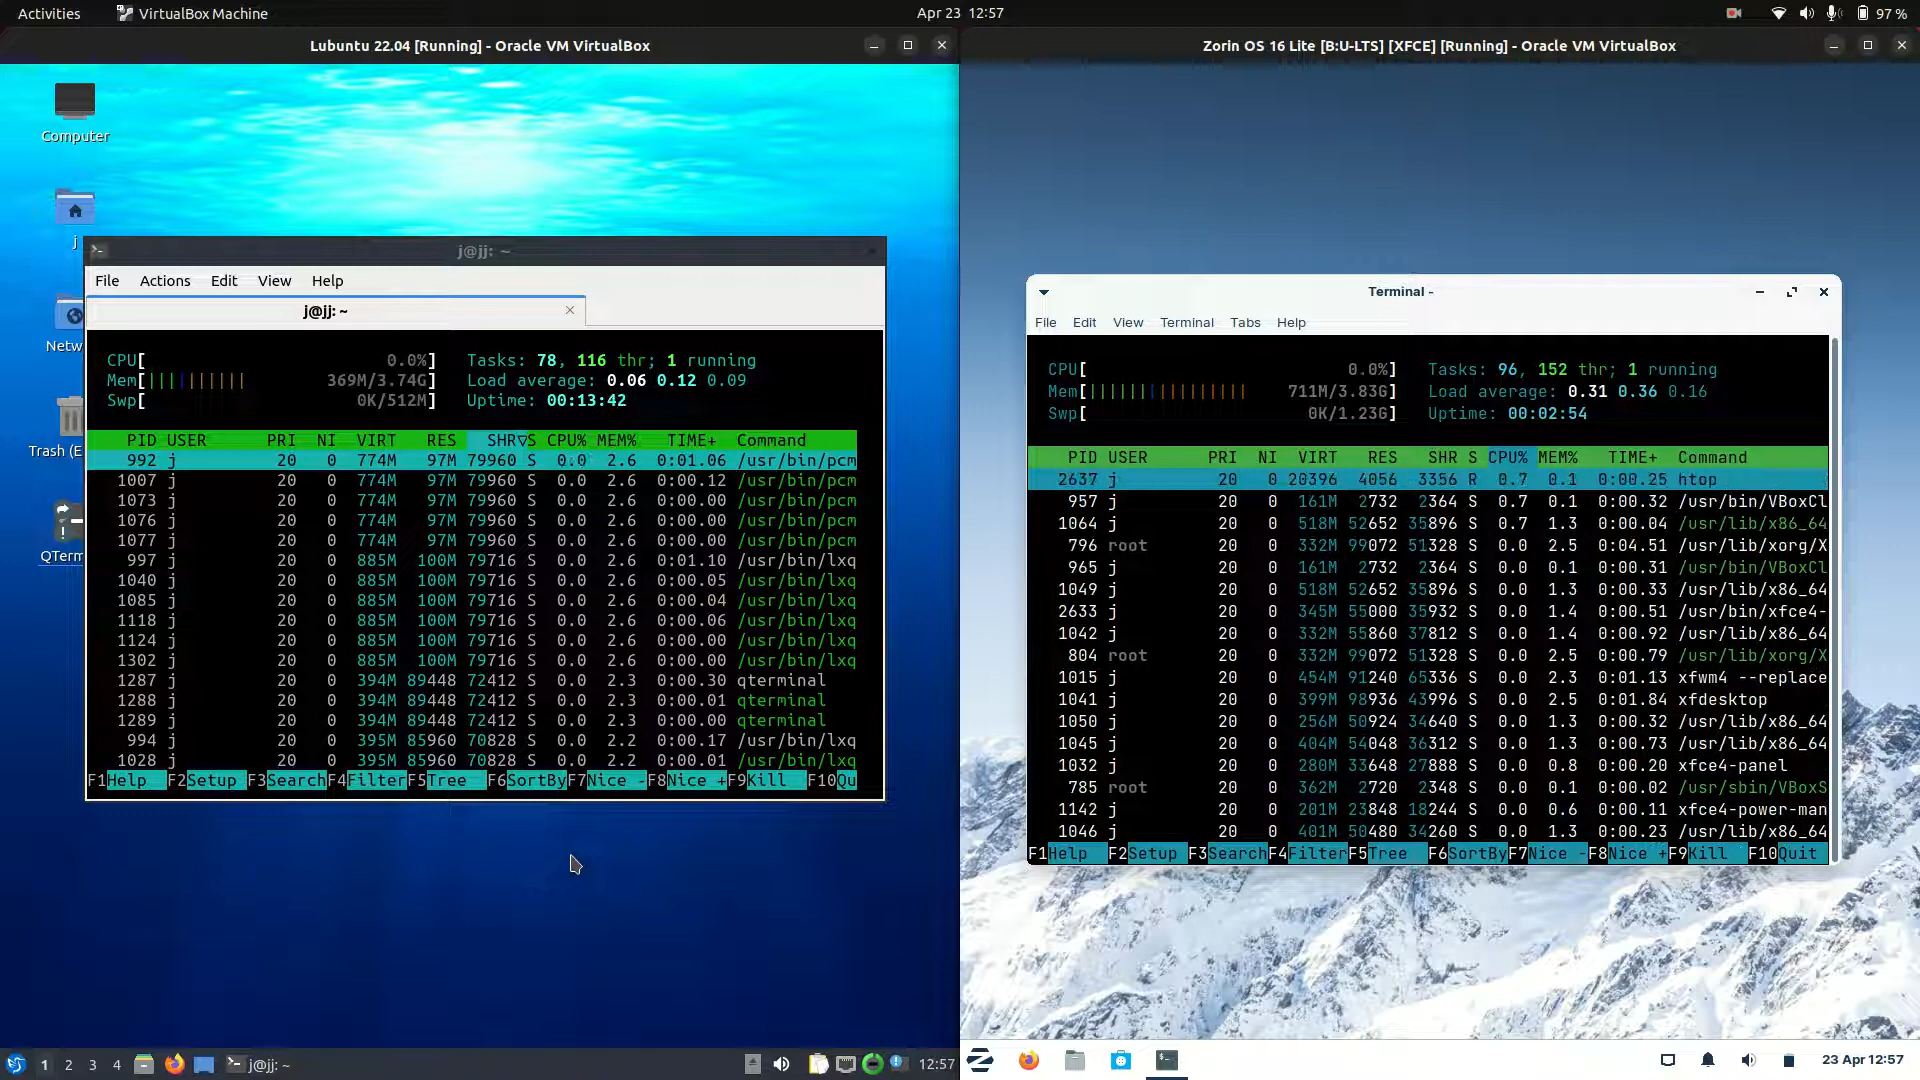 Activities
VirtualBox Machine
Apr 23 12:57
97 %
Lubuntu 22.04 [Running] - Oracle VM VirtualBox
Computer
j
Netw
Trash (E
QTerm
j@jj: ~
File Actions Edit View Help
j@jj: ~
CPU[ 0.0%] Tasks: 78, 116 thr; 1 running
Mem[|||||||||| 369M/3.74G] Load average: 0.06 0.12 0.09
Swp[ 0K/512M] Uptime: 00:13:42
PID USER PRI NI VIRT RES SHR▽S CPU% MEM% TIME+ Command
992 j 20 0 774M 97M 79960 S 0.0 2.6 0:01.06 /usr/bin/pcm
1007 j 20 0 774M 97M 79960 S 0.0 2.6 0:00.12 /usr/bin/pcm
1073 j 20 0 774M 97M 79960 S 0.0 2.6 0:00.00 /usr/bin/pcm
1076 j 20 0 774M 97M 79960 S 0.0 2.6 0:00.00 /usr/bin/pcm
1077 j 20 0 774M 97M 79960 S 0.0 2.6 0:00.00 /usr/bin/pcm
997 j 20 0 885M 100M 79716 S 0.0 2.6 0:01.10 /usr/bin/lxq
1040 j 20 0 885M 100M 79716 S 0.0 2.6 0:00.05 /usr/bin/lxq
1085 j 20 0 885M 100M 79716 S 0.0 2.6 0:00.04 /usr/bin/lxq
1118 j 20 0 885M 100M 79716 S 0.0 2.6 0:00.06 /usr/bin/lxq
1124 j 20 0 885M 100M 79716 S 0.0 2.6 0:00.00 /usr/bin/lxq
1302 j 20 0 885M 100M 79716 S 0.0 2.6 0:00.00 /usr/bin/lxq
1287 j 20 0 394M 89448 72412 S 0.0 2.3 0:00.30 qterminal
1288 j 20 0 394M 89448 72412 S 0.0 2.3 0:00.01 qterminal
1289 j 20 0 394M 89448 72412 S 0.0 2.3 0:00.00 qterminal
994 j 20 0 395M 85960 70828 S 0.0 2.2 0:00.17 /usr/bin/lxq
1028 j 20 0 395M 85960 70828 S 0.0 2.2 0:00.01 /usr/bin/lxq
F1Help F2Setup F3SearchF4FilterF5Tree F6SortByF7Nice -F8Nice +F9Kill F10Qu
1 2 3 4
j@jj: ~
12:57
Zorin OS 16 Lite [B:U-LTS] [XFCE] [Running] - Oracle VM VirtualBox
Terminal -
File Edit View Terminal Tabs Help
CPU[ 0.0%] Tasks: 96, 152 thr; 1 running
Mem[|||||||||||||||| 711M/3.83G] Load average: 0.31 0.36 0.16
Swp[ 0K/1.23G] Uptime: 00:02:54
PID USER PRI NI VIRT RES SHR S CPU% MEM% TIME+ Command
2637 j 20 0 20396 4056 3356 R 0.7 0.1 0:00.25 htop
957 j 20 0 161M 2732 2364 S 0.7 0.1 0:00.32 /usr/bin/VBoxCl
1064 j 20 0 518M 52652 35896 S 0.7 1.3 0:00.04 /usr/lib/x86_64
796 root 20 0 332M 99072 51328 S 0.0 2.5 0:04.51 /usr/lib/xorg/X
965 j 20 0 161M 2732 2364 S 0.0 0.1 0:00.31 /usr/bin/VBoxCl
1049 j 20 0 518M 52652 35896 S 0.0 1.3 0:00.33 /usr/lib/x86_64
2633 j 20 0 345M 55000 35932 S 0.0 1.4 0:00.51 /usr/bin/xfce4-
1042 j 20 0 332M 55860 37812 S 0.0 1.4 0:00.92 /usr/lib/x86_64
804 root 20 0 332M 99072 51328 S 0.0 2.5 0:00.79 /usr/lib/xorg/X
1015 j 20 0 454M 91240 65336 S 0.0 2.3 0:01.13 xfwm4 --replace
1041 j 20 0 399M 98936 43996 S 0.0 2.5 0:01.84 xfdesktop
1050 j 20 0 256M 50924 34640 S 0.0 1.3 0:00.32 /usr/lib/x86_64
1045 j 20 0 404M 54048 36312 S 0.0 1.3 0:00.73 /usr/lib/x86_64
1032 j 20 0 280M 33648 27888 S 0.0 0.8 0:00.20 xfce4-panel
785 root 20 0 362M 2720 2348 S 0.0 0.1 0:00.02 /usr/sbin/VBoxS
1142 j 20 0 201M 23848 18244 S 0.0 0.6 0:00.11 xfce4-power-man
1046 j 20 0 401M 50480 34260 S 0.0 1.3 0:00.23 /usr/lib/x86_64
F1Help F2Setup F3SearchF4FilterF5Tree F6SortByF7Nice -F8Nice +F9Kill F10Quit
23 Apr 12:57